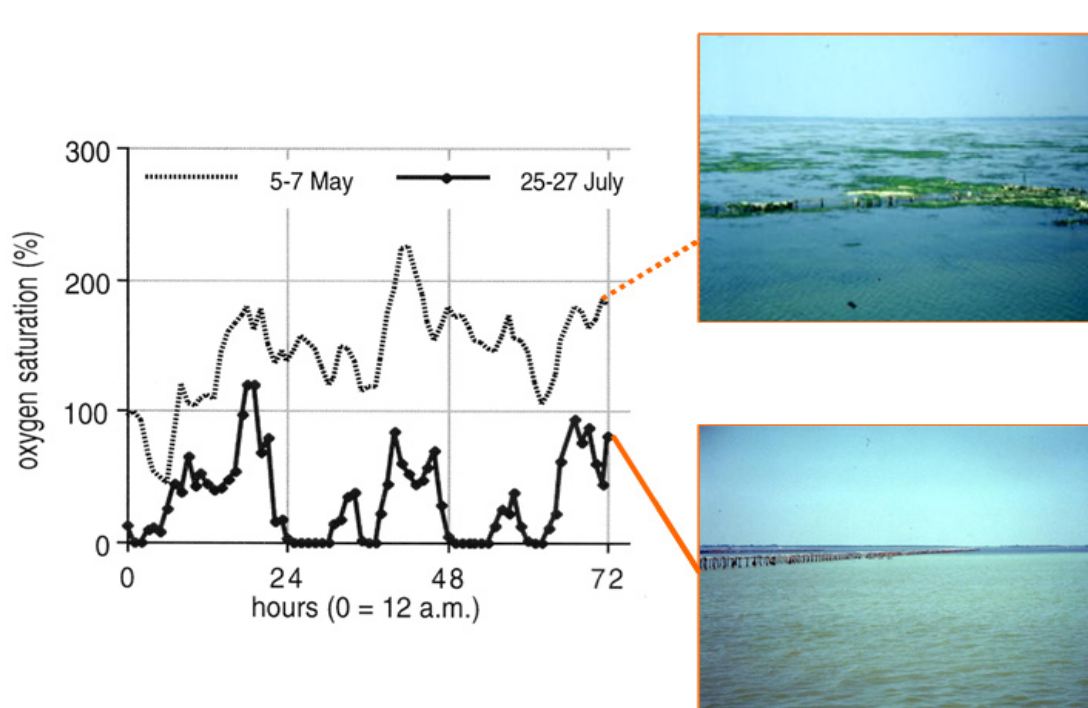 300
5-7 May
25-27 July
200
100
0
0
24
48
72
hours (0 = 12 a.m.)
oxygen saturation (%)